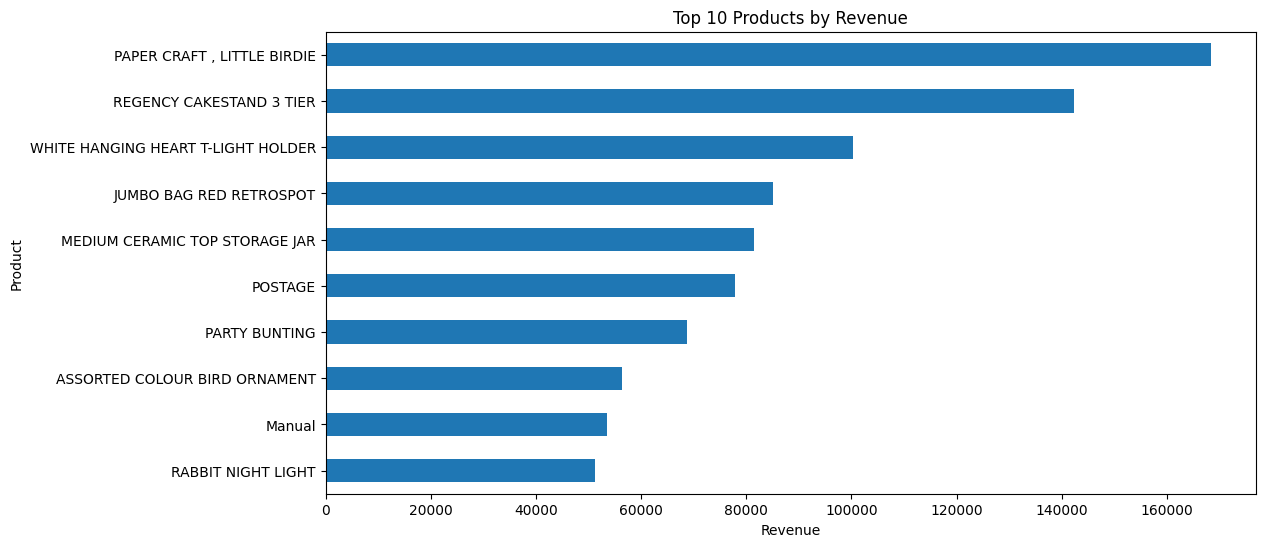 Top 10 Products by Revenue
Product
PAPER CRAFT , LITTLE BIRDIE
REGENCY CAKESTAND 3 TIER
WHITE HANGING HEART T-LIGHT HOLDER
JUMBO BAG RED RETROSPOT
MEDIUM CERAMIC TOP STORAGE JAR
POSTAGE
PARTY BUNTING
ASSORTED COLOUR BIRD ORNAMENT
Manual
RABBIT NIGHT LIGHT
0 20000 40000 60000 80000 100000 120000 140000 160000
Revenue